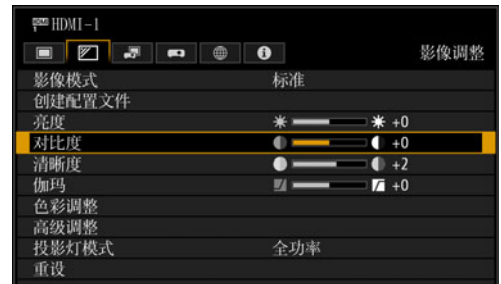 HDMI-1
影像调整
影像模式 标准
创建配置文件
亮度 +0
对比度 +0
清晰度 +2
伽玛 +0
色彩调整
高级调整
投影灯模式 全功率
重设